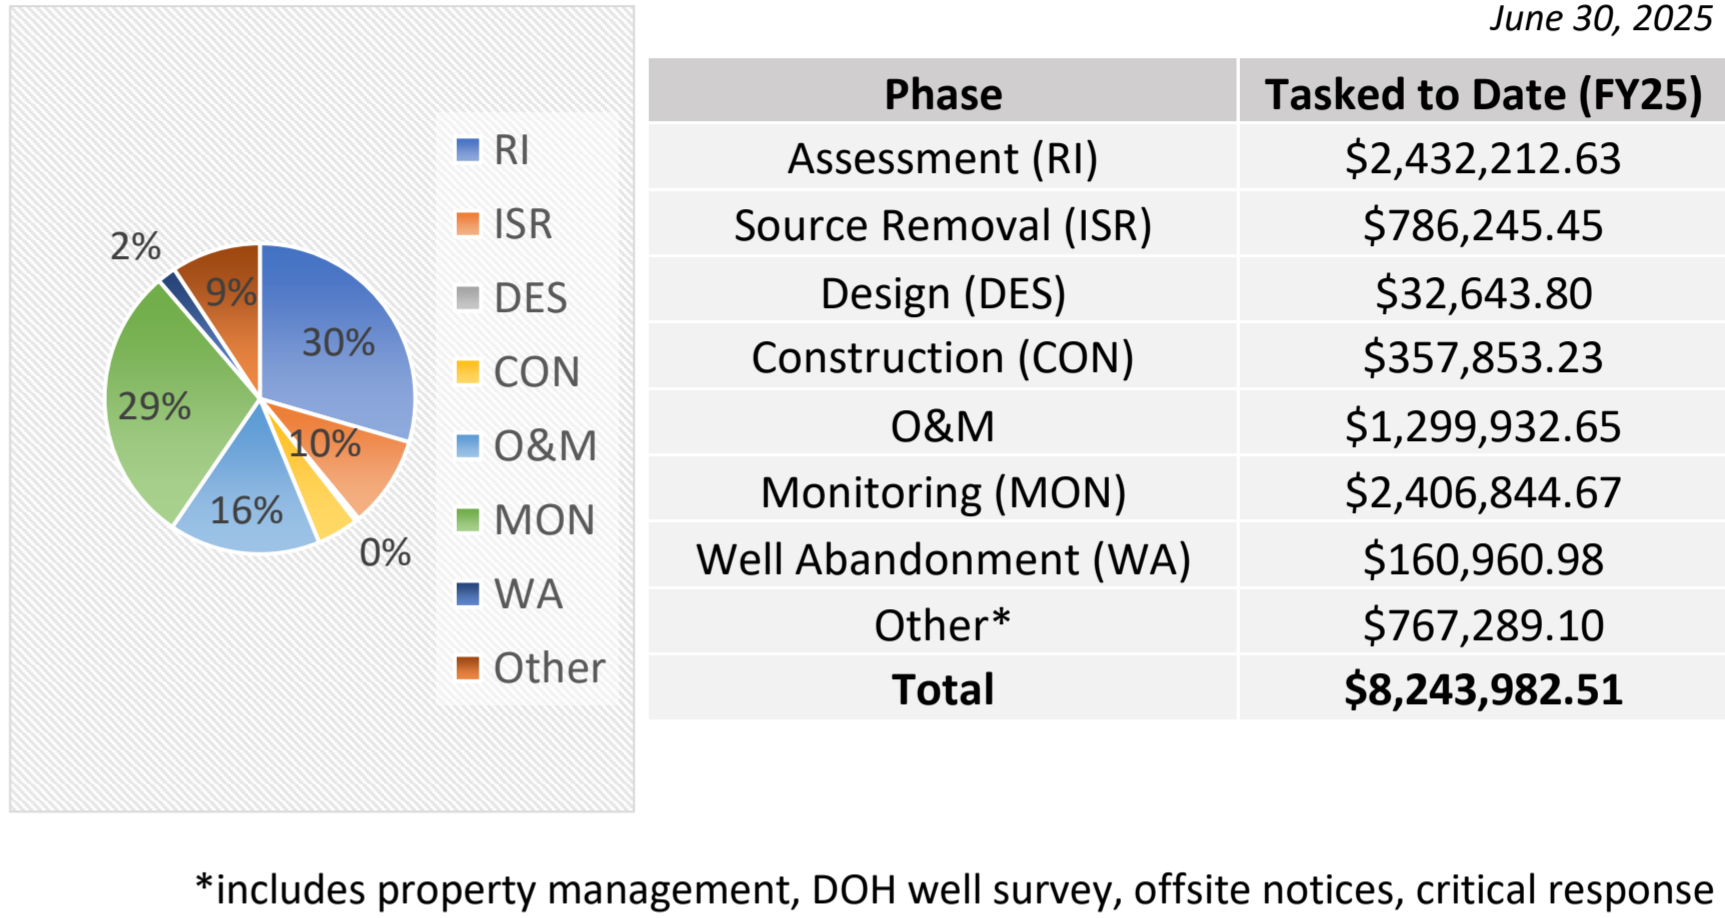 June 30, 2025
RI
ISR
DES
CON
O&M
MON
WA
Other
2%
9%
30%
29%
10%
16%
0%
Phase Tasked to Date (FY25)
Assessment (RI) $2,432,212.63
Source Removal (ISR) $786,245.45
Design (DES) $32,643.80
Construction (CON) $357,853.23
O&M $1,299,932.65
Monitoring (MON) $2,406,844.67
Well Abandonment (WA) $160,960.98
Other* $767,289.10
Total $8,243,982.51
*includes property management, DOH well survey, offsite notices, critical response